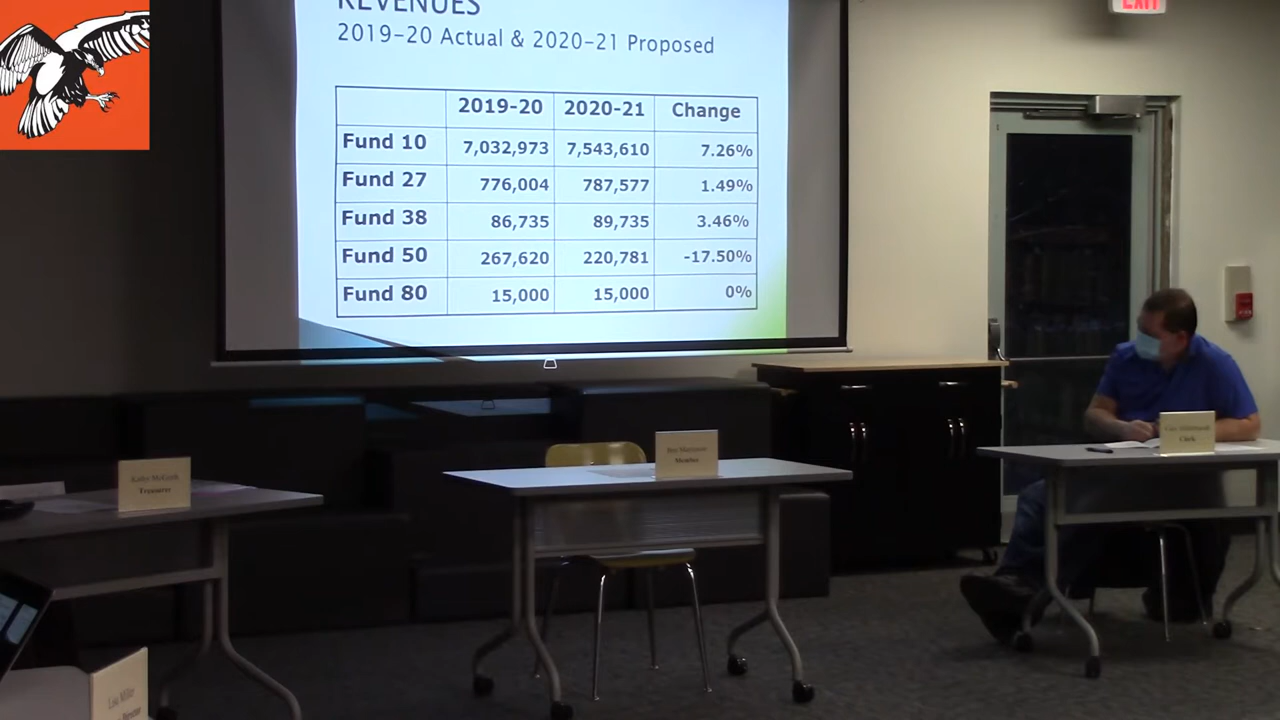 EXIT
REVENUES
2019-20 Actual & 2020-21 Proposed
2019-20 2020-21 Change
Fund 10 7,032,973 7,543,610 7.26%
Fund 27 776,004 787,577 1.49%
Fund 38 86,735 89,735 3.46%
Fund 50 267,620 220,781 -17.50%
Fund 80 15,000 15,000 0%
Member
Clerk
Treasurer
Lisa Miller